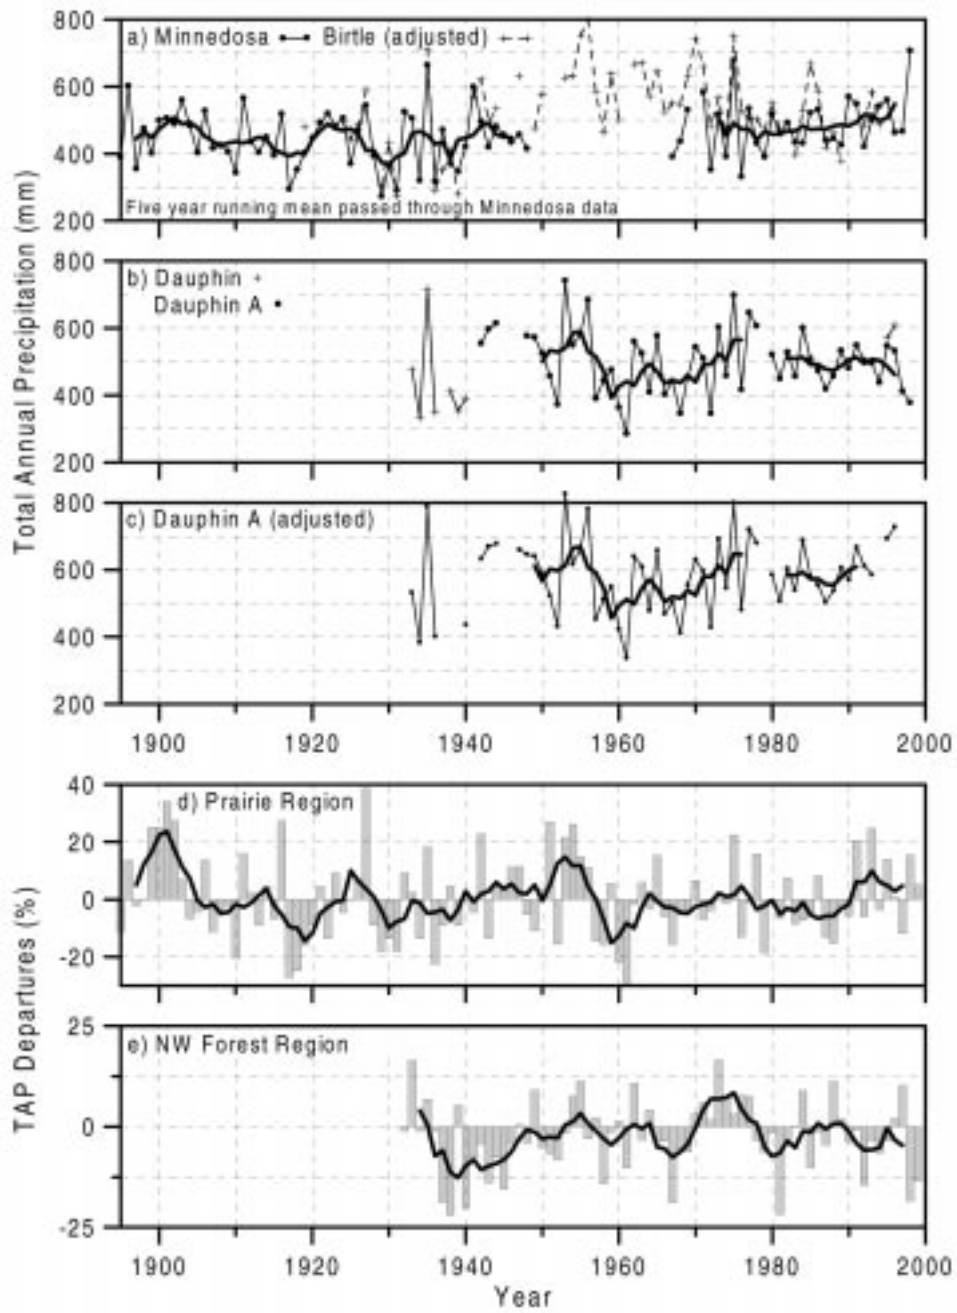 Total Annual Precipitation (mm)
800
600
400
200
a) Minnedosa Birtle (adjusted)
Five year running mean passed through Minnedosa data
800
600
400
200
b) Dauphin +
Dauphin A •
800
600
400
200
c) Dauphin A (adjusted)
1900 1920 1940 1960 1980 2000
TAP Departures (%)
40
20
0
-20
d) Prairie Region
25
0
-25
e) NW Forest Region
1900 1920 1940 1960 1980 2000
Year